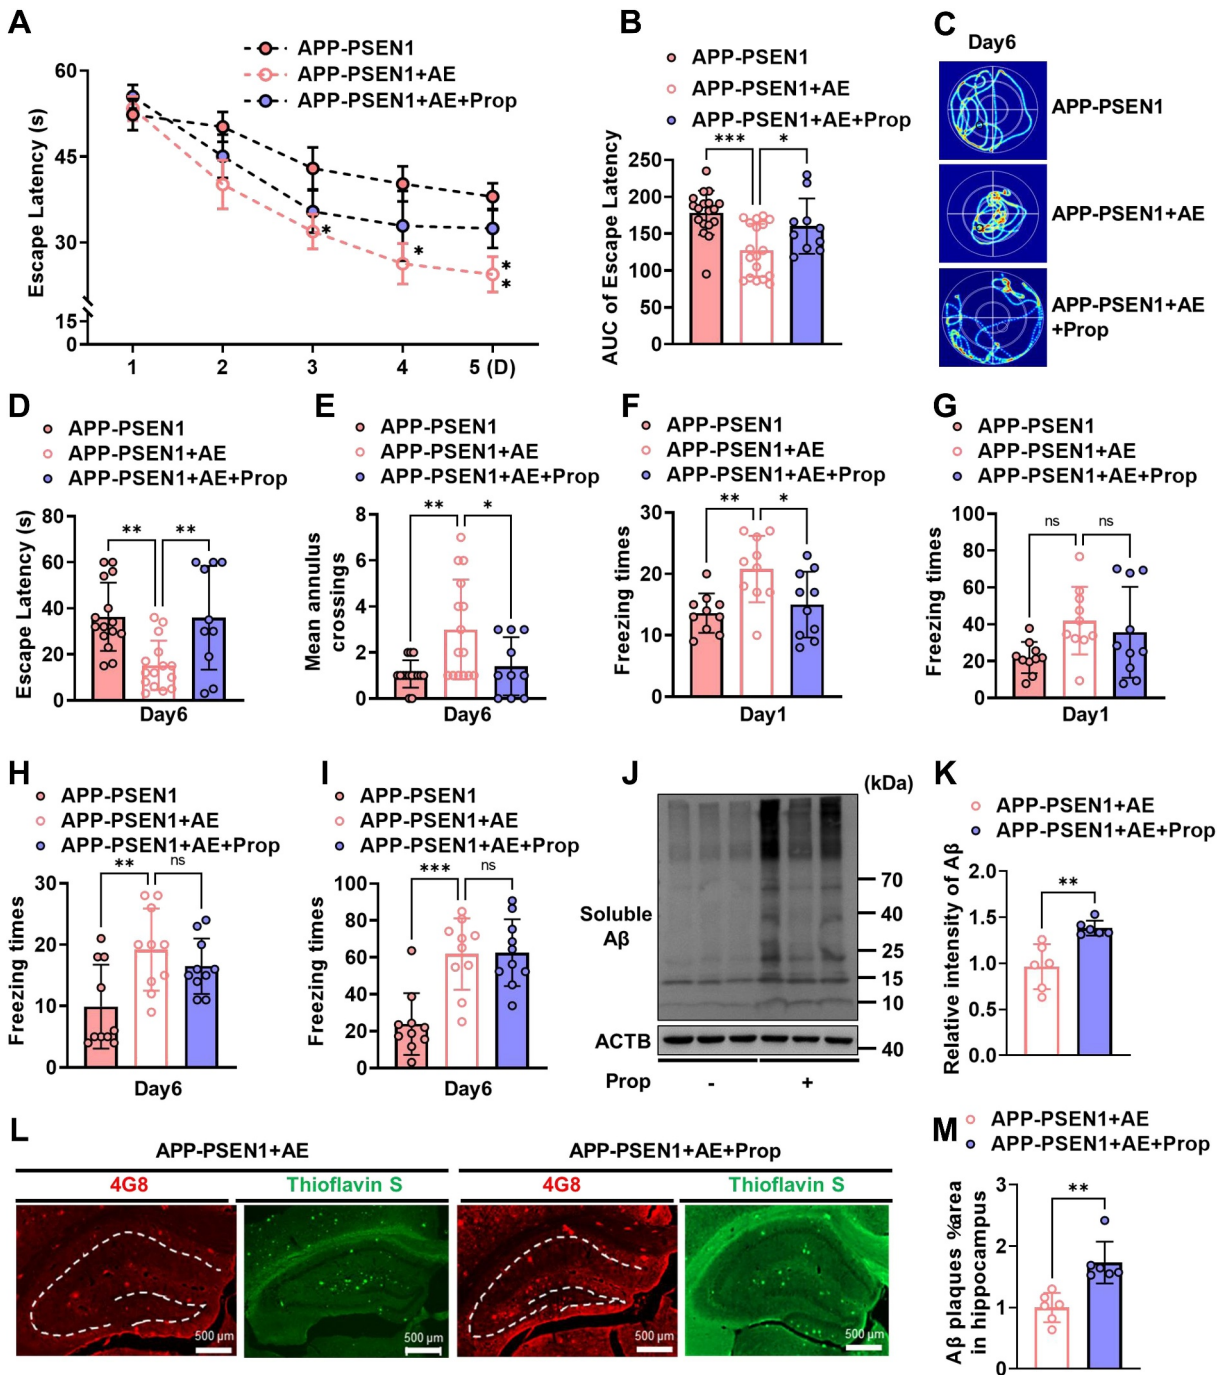 A
APP-PSEN1
APP-PSEN1+AE
APP-PSEN1+AE+Prop
Escape Latency (s)
60
45
30
15
0
*
*
*
*
1 2 3 4 5 (D)
B
APP-PSEN1
APP-PSEN1+AE
APP-PSEN1+AE+Prop
*** *
AUC of Escape Latency
250
200
150
100
50
0
C
Day6
APP-PSEN1
APP-PSEN1+AE
APP-PSEN1+AE
+Prop
D
APP-PSEN1
APP-PSEN1+AE
APP-PSEN1+AE+Prop
Escape Latency (s)
80
60
40
20
0
** **
Day6
E
APP-PSEN1
APP-PSEN1+AE
APP-PSEN1+AE+Prop
Mean annulus
crossings
8
6
4
2
0
** *
Day6
F
APP-PSEN1
APP-PSEN1+AE
APP-PSEN1+AE+Prop
Freezing times
30
20
10
0
** *
Day1
G
APP-PSEN1
APP-PSEN1+AE
APP-PSEN1+AE+Prop
Freezing times
100
80
60
40
20
0
ns ns
Day1
H
APP-PSEN1
APP-PSEN1+AE
APP-PSEN1+AE+Prop
Freezing times
30
20
10
0
** ns
Day6
I
APP-PSEN1
APP-PSEN1+AE
APP-PSEN1+AE+Prop
Freezing times
100
80
60
40
20
0
*** ns
Day6
J
(kDa)
Soluble
Aβ
70
40
25
15
10
ACTB
40
Prop - +
K
APP-PSEN1+AE
APP-PSEN1+AE+Prop
Relative intensity of Aβ
2.0
1.5
1.0
0.5
0.0
**
L
APP-PSEN1+AE APP-PSEN1+AE+Prop
4G8 Thioflavin S 4G8 Thioflavin S
500 µm 500 µm 500 µm 500 µm
M
APP-PSEN1+AE
APP-PSEN1+AE+Prop
Aβ plaques %area
in hippocampus
3
2
1
0
**